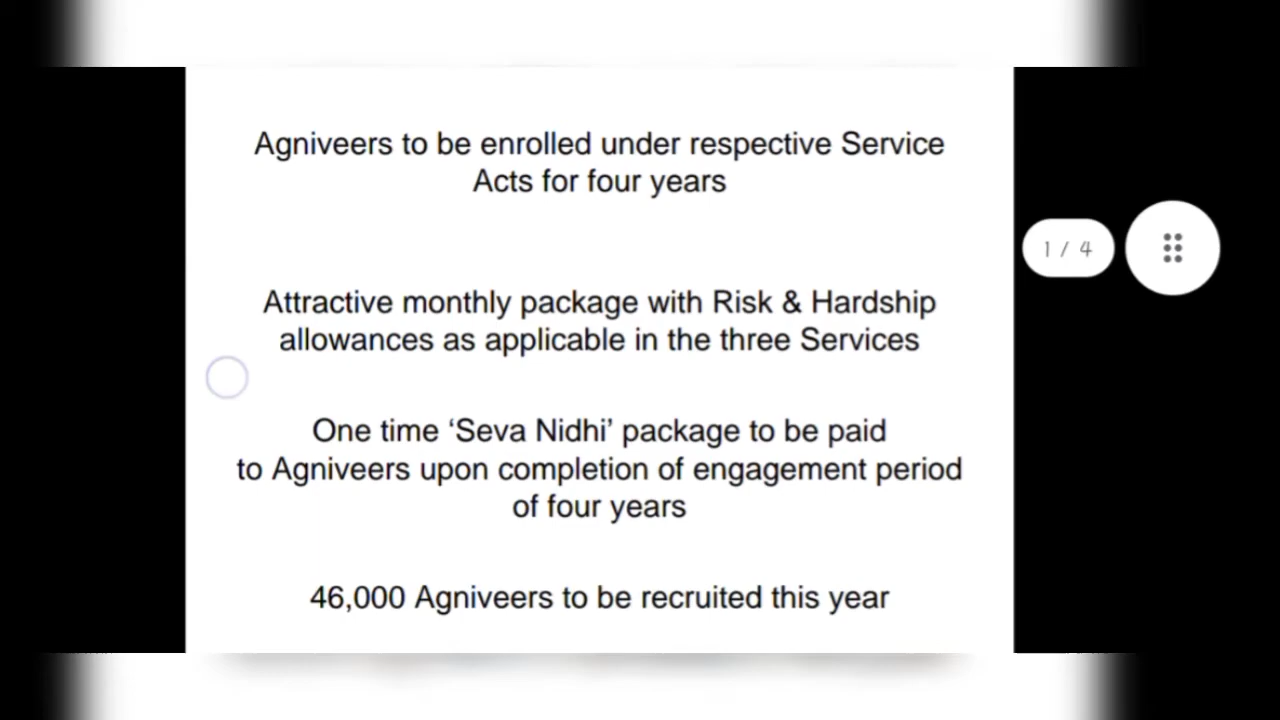 Agniveers to be enrolled under respective Service
Acts for four years
1 / 4
Attractive monthly package with Risk & Hardship
allowances as applicable in the three Services
One time ‘Seva Nidhi’ package to be paid
to Agniveers upon completion of engagement period
of four years
46,000 Agniveers to be recruited this year